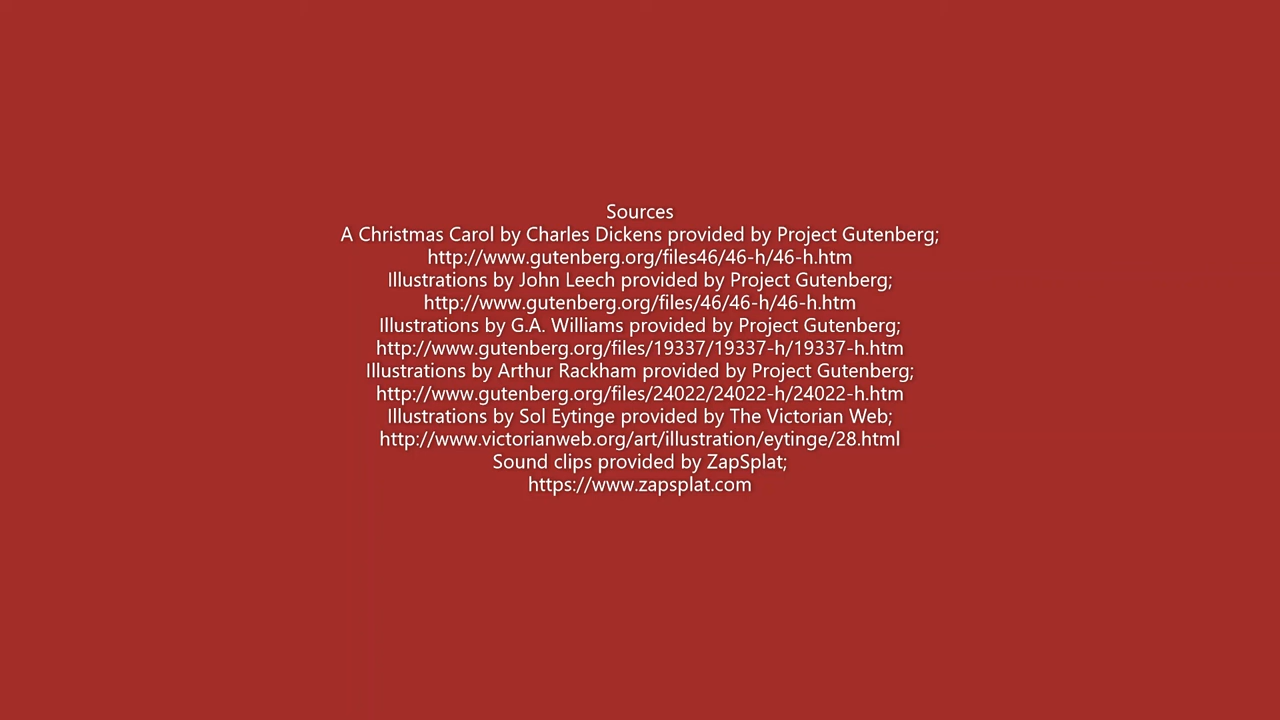 Sources
A Christmas Carol by Charles Dickens provided by Project Gutenberg;
http://www.gutenberg.org/files46/46-h/46-h.htm
Illustrations by John Leech provided by Project Gutenberg;
http://www.gutenberg.org/files/46/46-h/46-h.htm
Illustrations by G.A. Williams provided by Project Gutenberg;
http://www.gutenberg.org/files/19337/19337-h/19337-h.htm
Illustrations by Arthur Rackham provided by Project Gutenberg;
http://www.gutenberg.org/files/24022/24022-h/24022-h.htm
Illustrations by Sol Eytinge provided by The Victorian Web;
http://www.victorianweb.org/art/illustration/eytinge/28.html
Sound clips provided by ZapSplat;
https://www.zapsplat.com